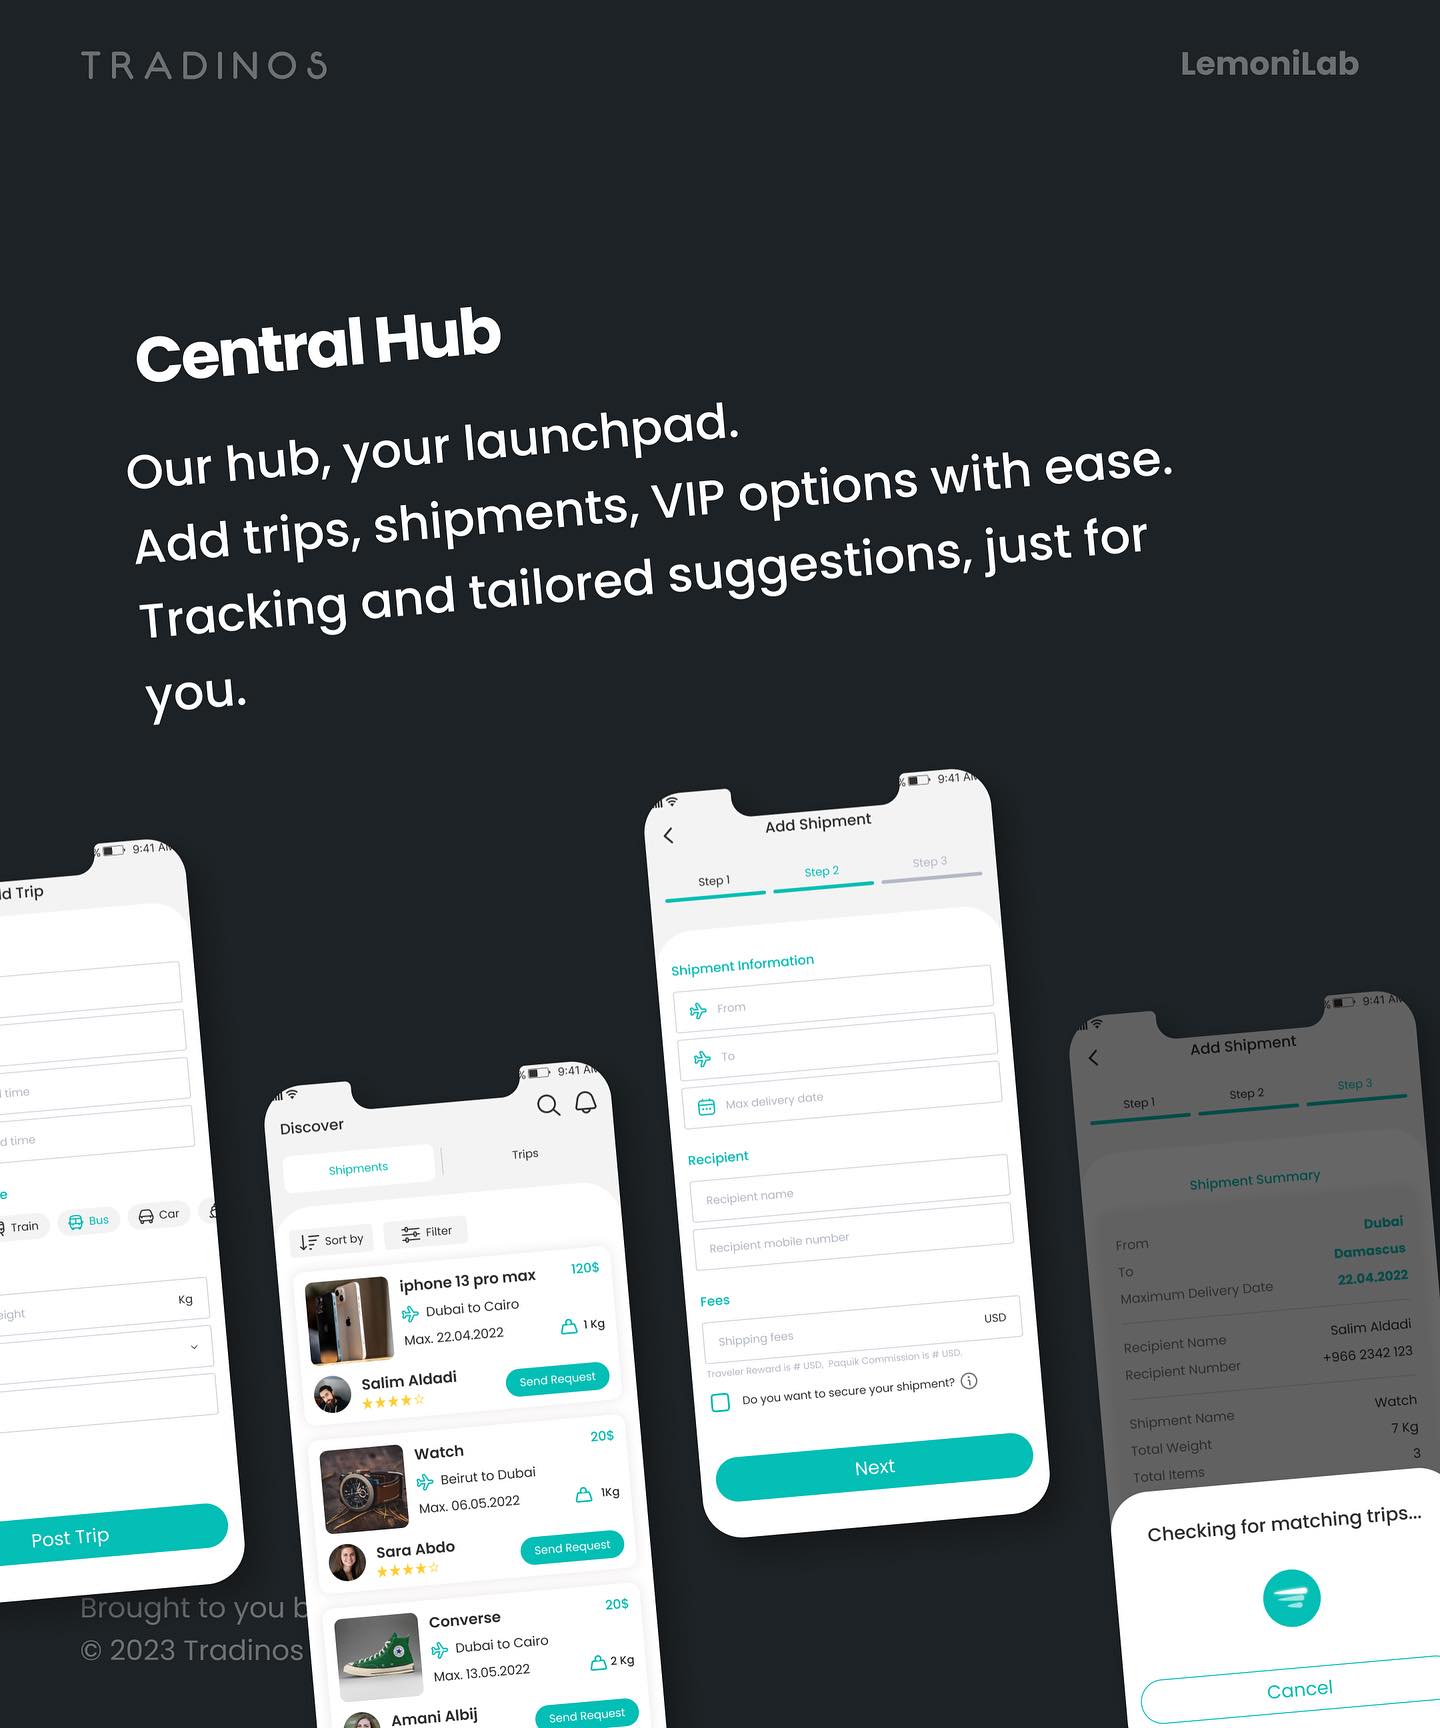 TRADINOS
LemoniLab
Central Hub
Our hub, your launchpad.
Add trips, shipments, VIP options with ease.
Tracking and tailored suggestions, just for
you.
% 9:41 AM
d Trip
d time
d time
e
Train
Bus
Car
eight
Kg
Post Trip
% 9:41 AM
Discover
Shipments
Trips
Sort by
Filter
iphone 13 pro max
120$
Dubai to Cairo
Max. 22.04.2022
1 Kg
Salim Aldadi
Send Request
Watch
20$
Beirut to Dubai
Max. 06.05.2022
1Kg
Sara Abdo
Send Request
Converse
20$
Dubai to Cairo
Max. 13.05.2022
2 Kg
Amani Albij
Send Request
% 9:41 AM
Add Shipment
Step 1
Step 2
Step 3
Shipment Information
From
To
Max delivery date
Recipient
Recipient name
Recipient mobile number
Fees
Shipping fees
USD
Traveler Reward is # USD, Paquik Commission is # USD.
Do you want to secure your shipment?
Next
% 9:41 AM
Add Shipment
Step 1
Step 2
Step 3
Shipment Summary
From
Dubai
To
Damascus
Maximum Delivery Date
22.04.2022
Recipient Name
Salim Aldadi
Recipient Number
+966 2342 123
Shipment Name
Watch
Total Weight
7 Kg
Total Items
3
Checking for matching trips...
Cancel
Brought to you b
© 2023 Tradinos